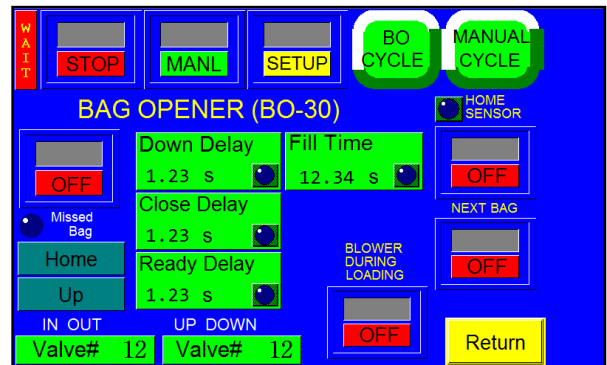 WAIT
STOP
MANL
SETUP
BO
CYCLE
MANUAL
CYCLE
BAG OPENER (BO-30)
HOME
SENSOR
OFF
Down Delay
1.23 s
Fill Time
12.34 s
OFF
Missed
Bag
Close Delay
1.23 s
NEXT BAG
Home
Up
Ready Delay
1.23 s
BLOWER
DURING
LOADING
OFF
IN OUT
UP DOWN
Valve# 12
Valve# 12
OFF
Return